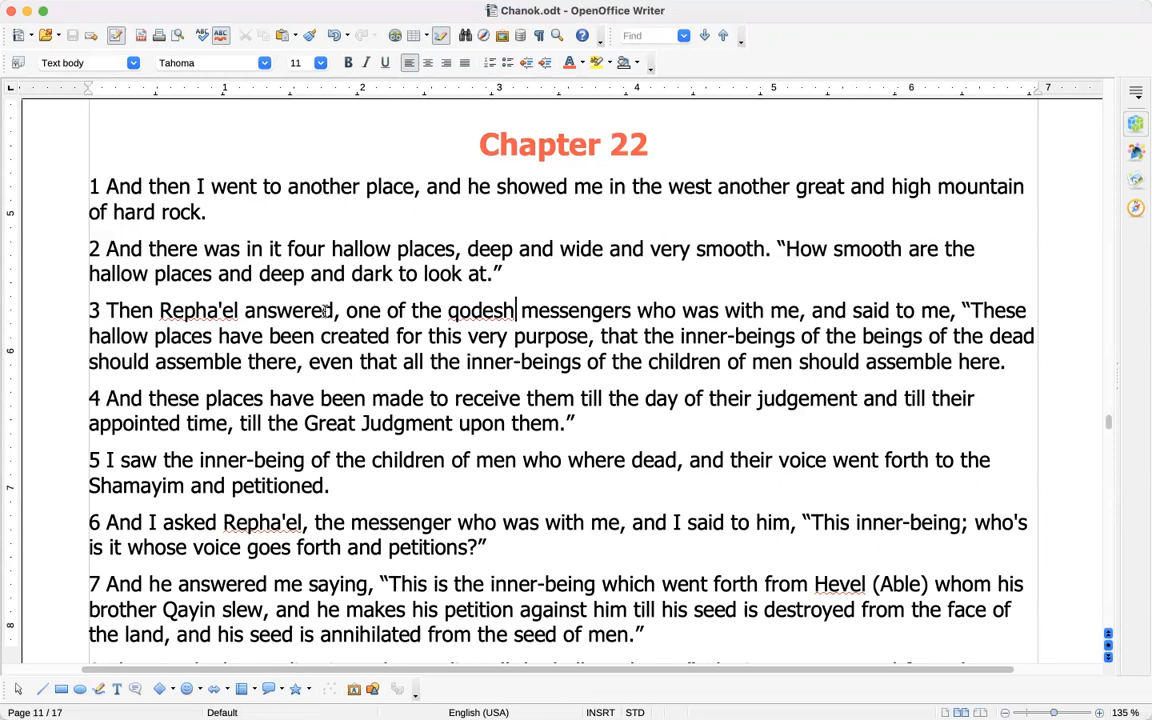 Chanok.odt - OpenOffice Writer
Find
Text body
Tahoma
11
1 2 3 4 5 6 7
Chapter 22
1 And then I went to another place, and he showed me in the west another great and high mountain
of hard rock.
2 And there was in it four hallow places, deep and wide and very smooth. “How smooth are the
hallow places and deep and dark to look at.”
3 Then Repha'el answered, one of the qodesh messengers who was with me, and said to me, “These
hallow places have been created for this very purpose, that the inner-beings of the beings of the dead
should assemble there, even that all the inner-beings of the children of men should assemble here.
4 And these places have been made to receive them till the day of their judgement and till their
appointed time, till the Great Judgment upon them.”
5 I saw the inner-being of the children of men who where dead, and their voice went forth to the
Shamayim and petitioned.
6 And I asked Repha'el, the messenger who was with me, and I said to him, “This inner-being; who's
is it whose voice goes forth and petitions?”
7 And he answered me saying, “This is the inner-being which went forth from Hevel (Able) whom his
brother Qayin slew, and he makes his petition against him till his seed is destroyed from the face of
the land, and his seed is annihilated from the seed of men.”
Page 11 / 17
Default
English (USA)
INSRT
STD
135 %